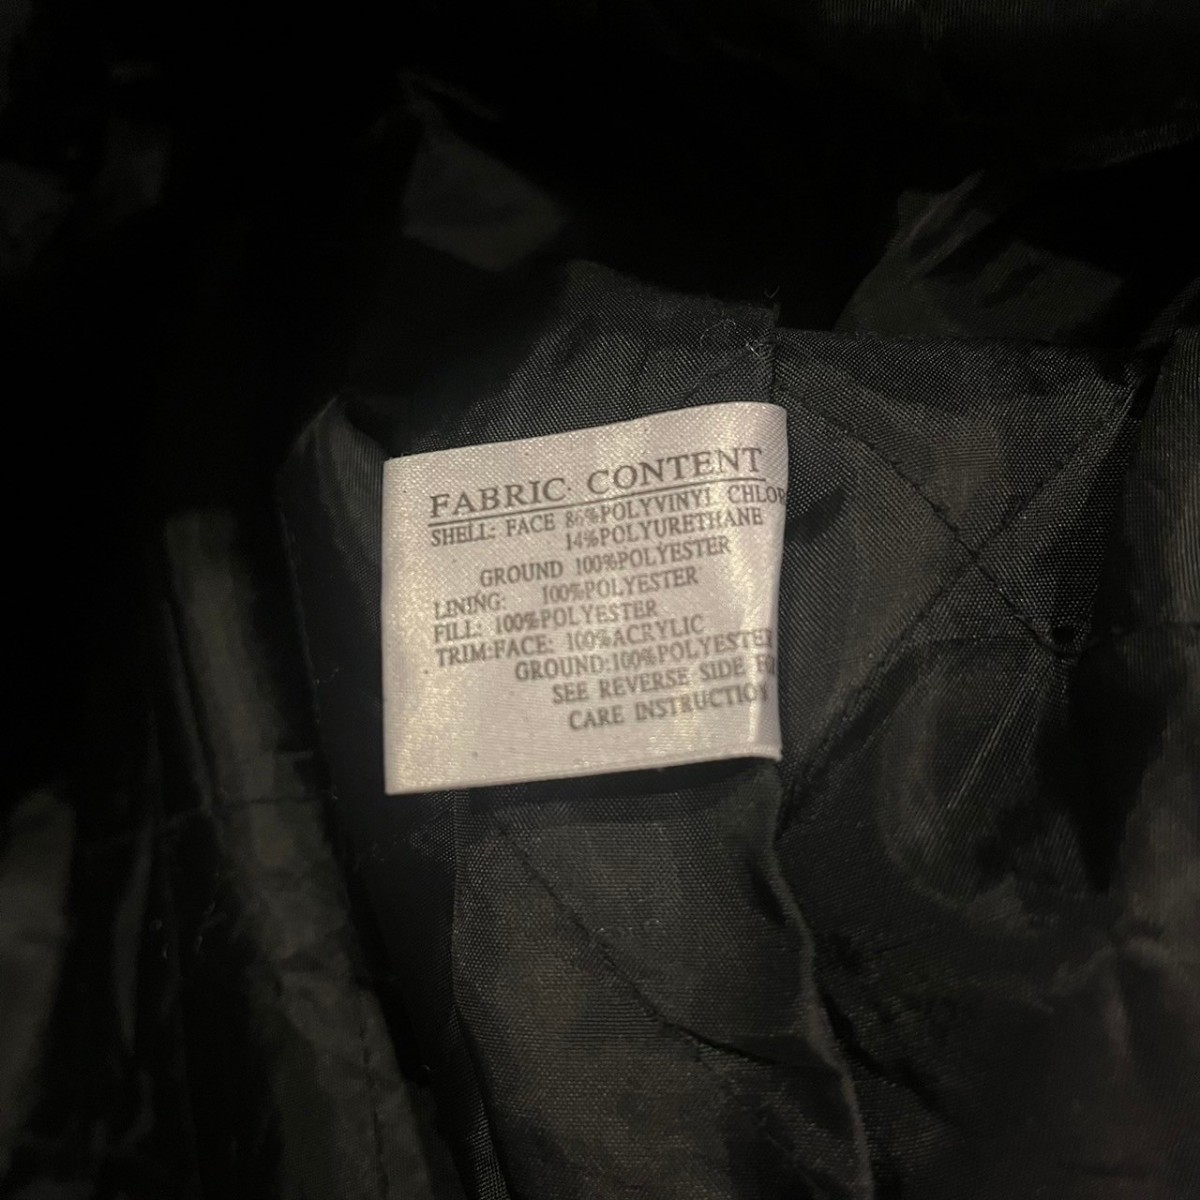 FABRIC CONTENT
SHELL: FACE 86%POLYVINYL CHLOR
14%POLYURETHANE
GROUND 100%POLYESTER
LINING: 100%POLYESTER
FILL: 100%POLYESTER
TRIM:FACE: 100%ACRYLIC
GROUND:100%POLYESTER
SEE REVERSE SIDE FO
CARE INSTRUCTION